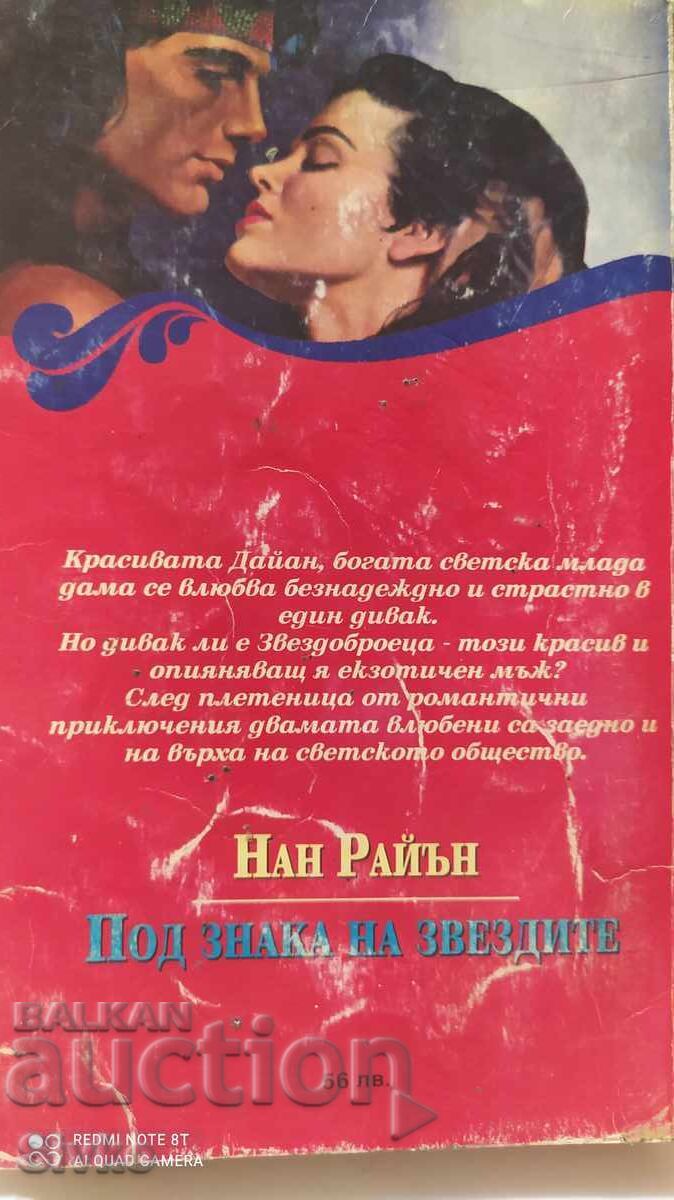 Красивата Дайан, богата светска млада
дама се влюбва безнадеждно и страстно в
един дивак.
Но дивак ли е Звездоброеца - този красив и
опияняващ я екзотичен мъж?
След плетеница от романтични
приключения двамата влюбени са заедно и
на върха на светското общество.
НАН РАЙЪН
ПОД ЗНАКА НА ЗВЕЗДИТЕ
BALKAN
auction
56 лв.
REDMI NOTE 8T
AI QUAD CAMERA